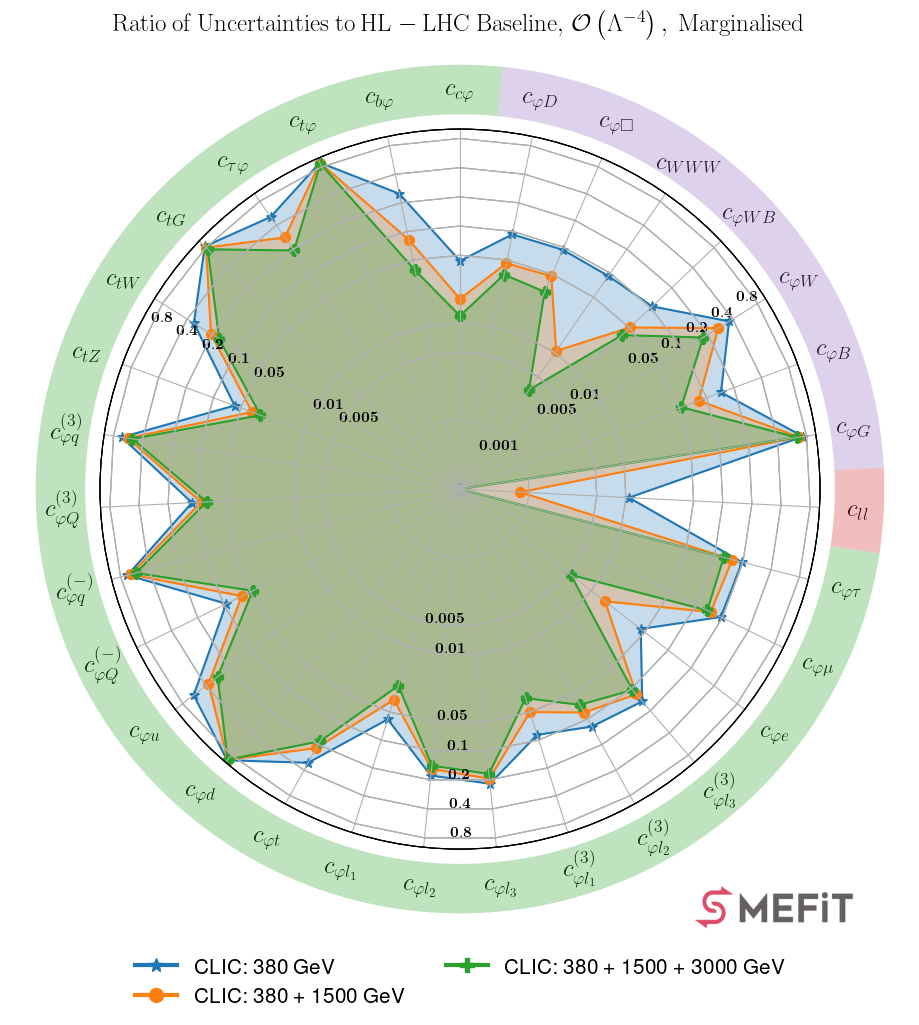 Ratio of Uncertainties to HL − LHC Baseline, 𝒪(Λ⁻⁴), Marginalised
c_{cφ}
c_{φD}
c_{φ□}
c_{WWW}
c_{φWB}
c_{φW}
c_{φB}
c_{φG}
c_{ll}
c_{φτ}
c_{φμ}
c_{φe}
c_{φl₃}^{(3)}
c_{φl₂}^{(3)}
c_{φl₁}^{(3)}
c_{φl₃}
c_{φl₂}
c_{φl₁}
c_{φt}
c_{φd}
c_{φu}
c_{φQ}^{(−)}
c_{φq}^{(−)}
c_{φQ}^{(3)}
c_{φq}^{(3)}
c_{tZ}
c_{tW}
c_{tG}
c_{τφ}
c_{tφ}
c_{bφ}
0.8
0.4
0.2
0.1
0.05
0.01
0.005
0.8
0.4
0.2
0.1
0.05
0.01
0.005
0.001
0.005
0.01
0.05
0.1
0.2
0.4
0.8
SMEFiT
CLIC: 380 GeV
CLIC: 380 + 1500 GeV
CLIC: 380 + 1500 + 3000 GeV